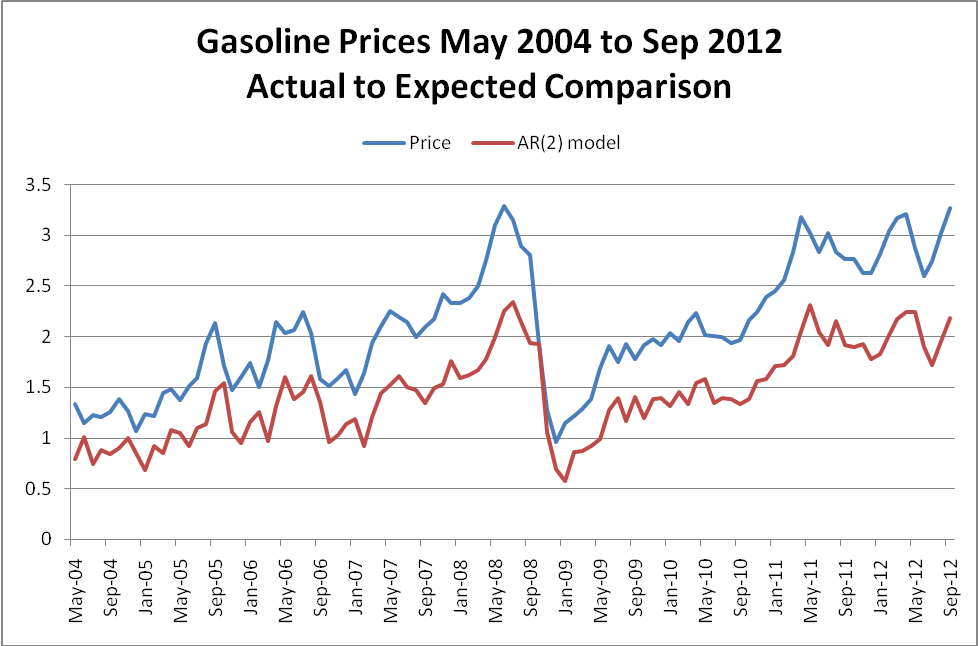 Gasoline Prices May 2004 to Sep 2012
Actual to Expected Comparison
Price AR(2) model
3.5
3
2.5
2
1.5
1
0.5
0
May-04 Sep-04 Jan-05 May-05 Sep-05 Jan-06 May-06 Sep-06 Jan-07 May-07 Sep-07 Jan-08 May-08 Sep-08 Jan-09 May-09 Sep-09 Jan-10 May-10 Sep-10 Jan-11 May-11 Sep-11 Jan-12 May-12 Sep-12